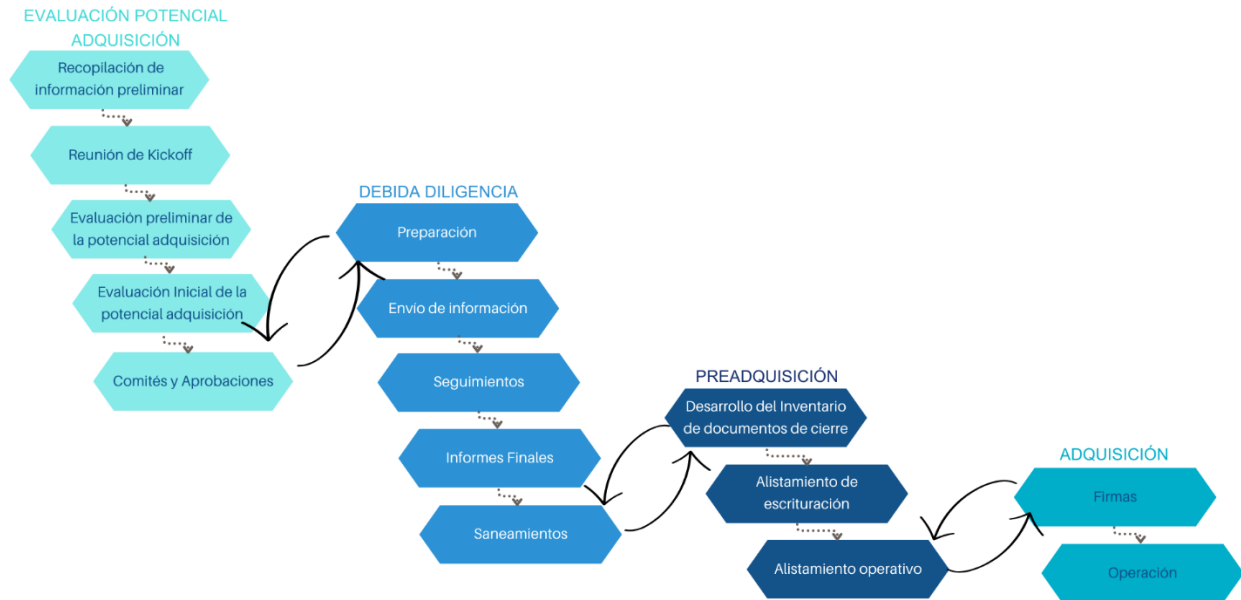 EVALUACIÓN POTENCIAL
ADQUISICIÓN
Recopilación de
información preliminar
Reunión de Kickoff
Evaluación preliminar de
la potencial adquisición
Evaluación Inicial de la
potencial adquisición
Comités y Aprobaciones
DEBIDA DILIGENCIA
Preparación
Envío de información
Seguimientos
Informes Finales
Saneamientos
PREADQUISICIÓN
Desarrollo del Inventario
de documentos de cierre
Alistamiento de
escrituración
Alistamiento operativo
ADQUISICIÓN
Firmas
Operación